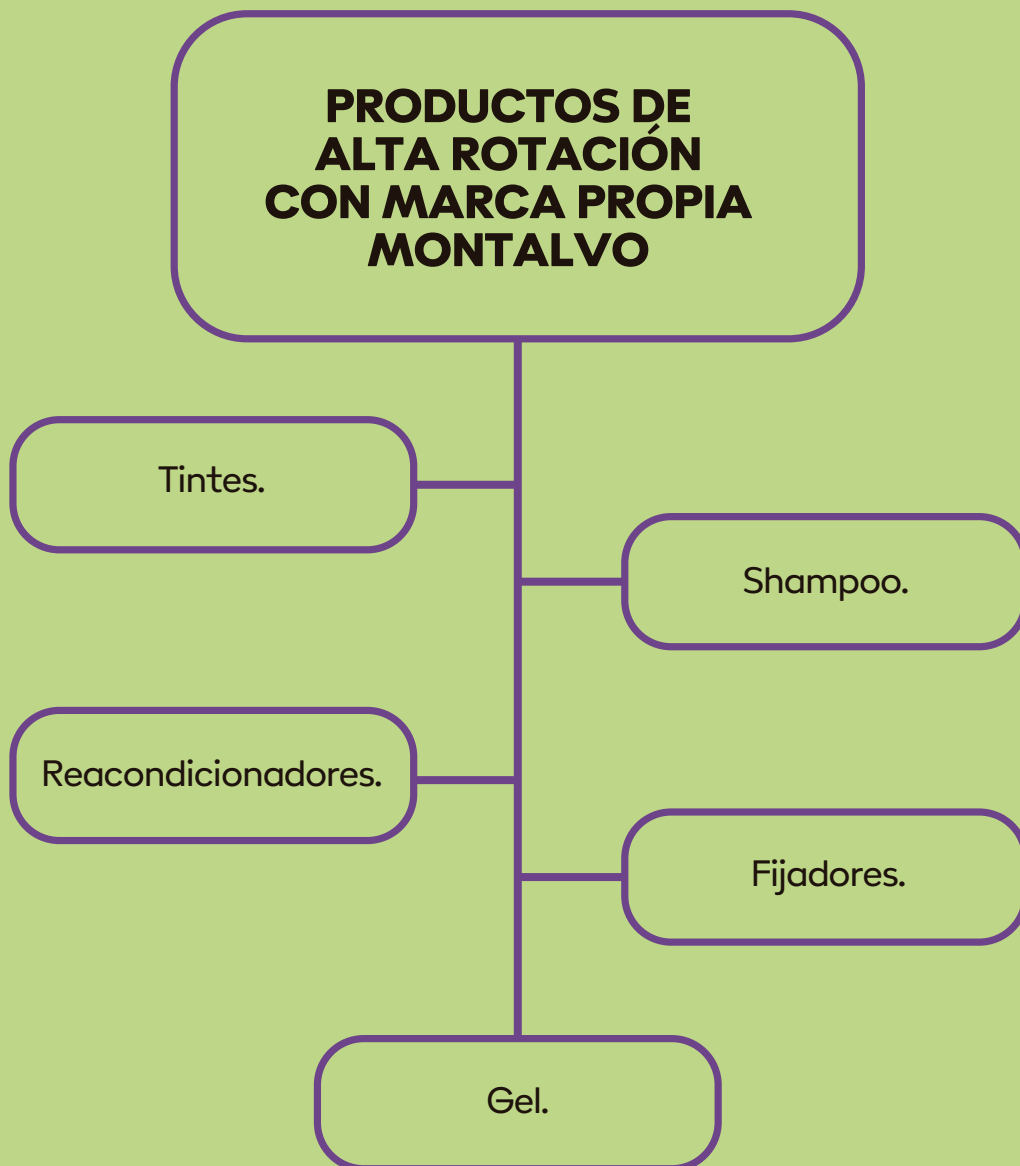 PRODUCTOS DE
ALTA ROTACIÓN
CON MARCA PROPIA
MONTALVO
Tintes.
Shampoo.
Reacondicionadores.
Fijadores.
Gel.